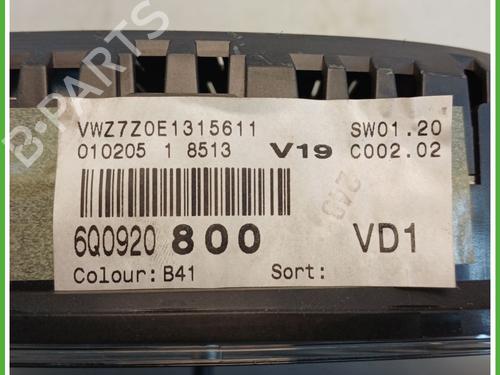 VWZ7Z0E1315611 SW01.20
010205 1 8513 V19 C002.02
6Q0920 800 VD1
Colour:B41 Sort:
B-PARTS